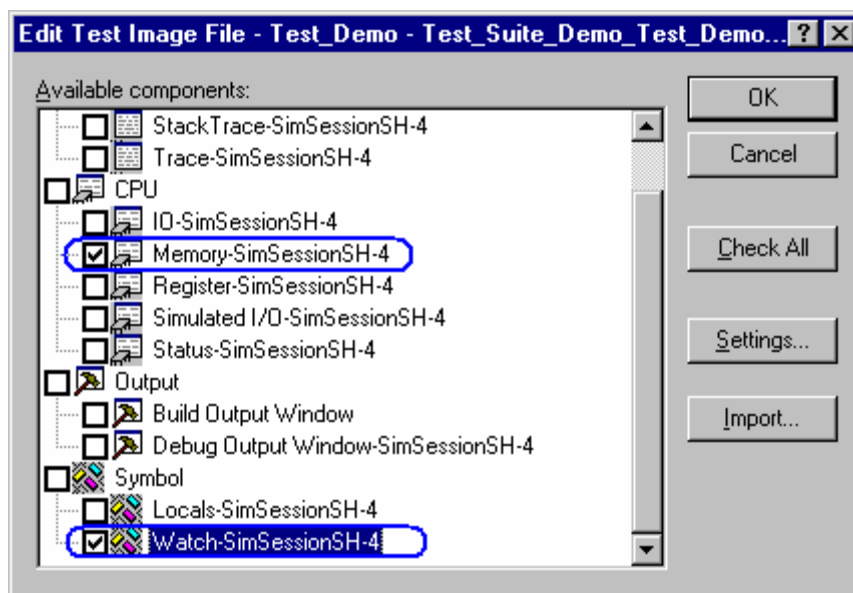 Edit Test Image File - Test_Demo - Test_Suite_Demo_Test_Demo...
Available components:
StackTrace-SimSessionSH-4
Trace-SimSessionSH-4
CPU
IO-SimSessionSH-4
Memory-SimSessionSH-4
Register-SimSessionSH-4
Simulated I/O-SimSessionSH-4
Status-SimSessionSH-4
Output
Build Output Window
Debug Output Window-SimSessionSH-4
Symbol
Locals-SimSessionSH-4
Watch-SimSessionSH-4
OK
Cancel
Check All
Settings...
Import...